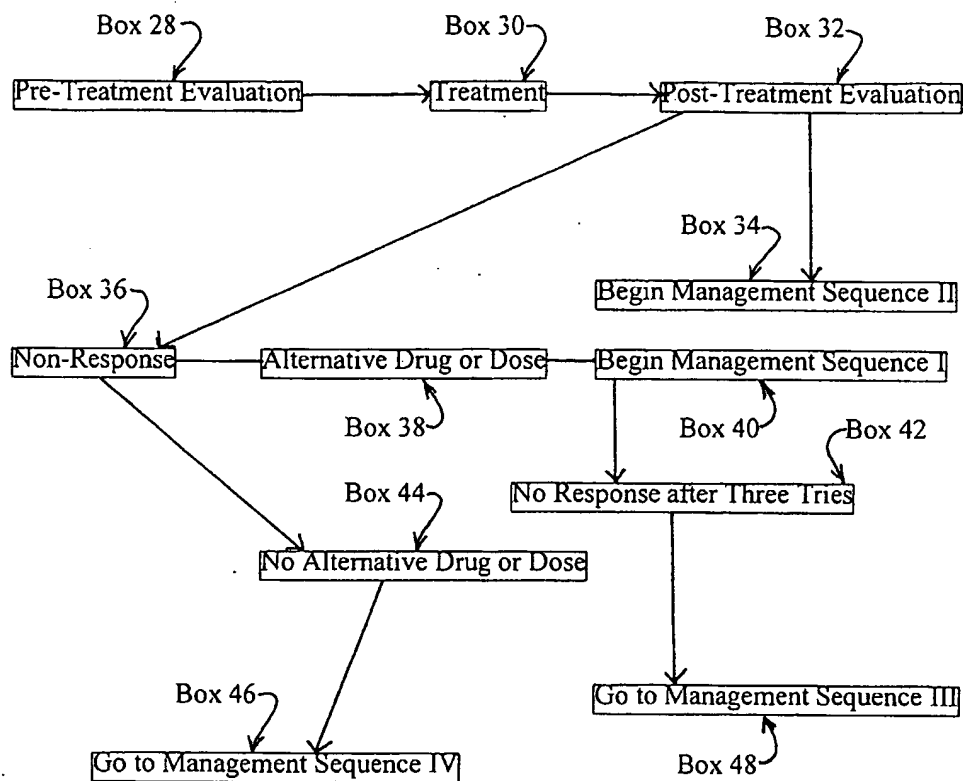 Box 28
Box 30
Box 32
Pre-Treatment Evaluation
Treatment
Post-Treatment Evaluation
Box 34
Begin Management Sequence II
Box 36
Non-Response
Alternative Drug or Dose
Begin Management Sequence I
Box 38
Box 40
Box 42
No Response after Three Tries
Box 44
No Alternative Drug or Dose
Box 46
Go to Management Sequence III
Box 48
Go to Management Sequence IV